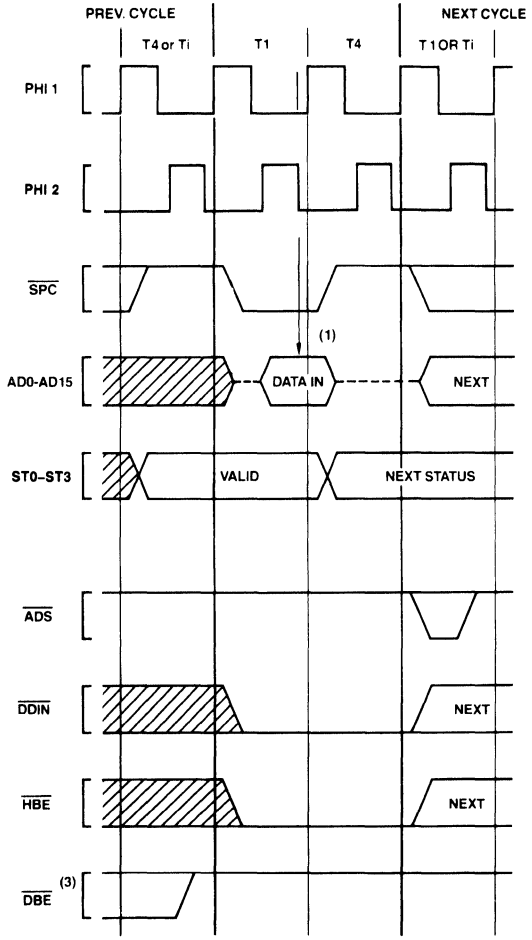 PREV. CYCLE NEXT CYCLE
T4 or Ti T1 T4 T1 OR Ti
PHI 1
PHI 2
SPC
(1)
AD0-AD15 DATA IN NEXT
ST0–ST3 VALID NEXT STATUS
ADS
DDIN NEXT
HBE NEXT
DBE (3)